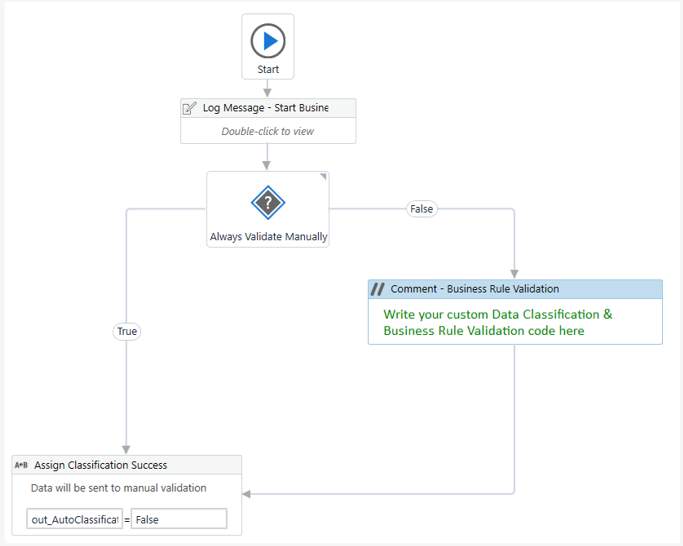 Start
Log Message - Start Busine
Double-click to view
?
Always Validate Manually
False
True
// Comment - Business Rule Validation
Write your custom Data Classification &
Business Rule Validation code here
A*B Assign Classification Success
Data will be sent to manual validation
out_AutoClassificat = False